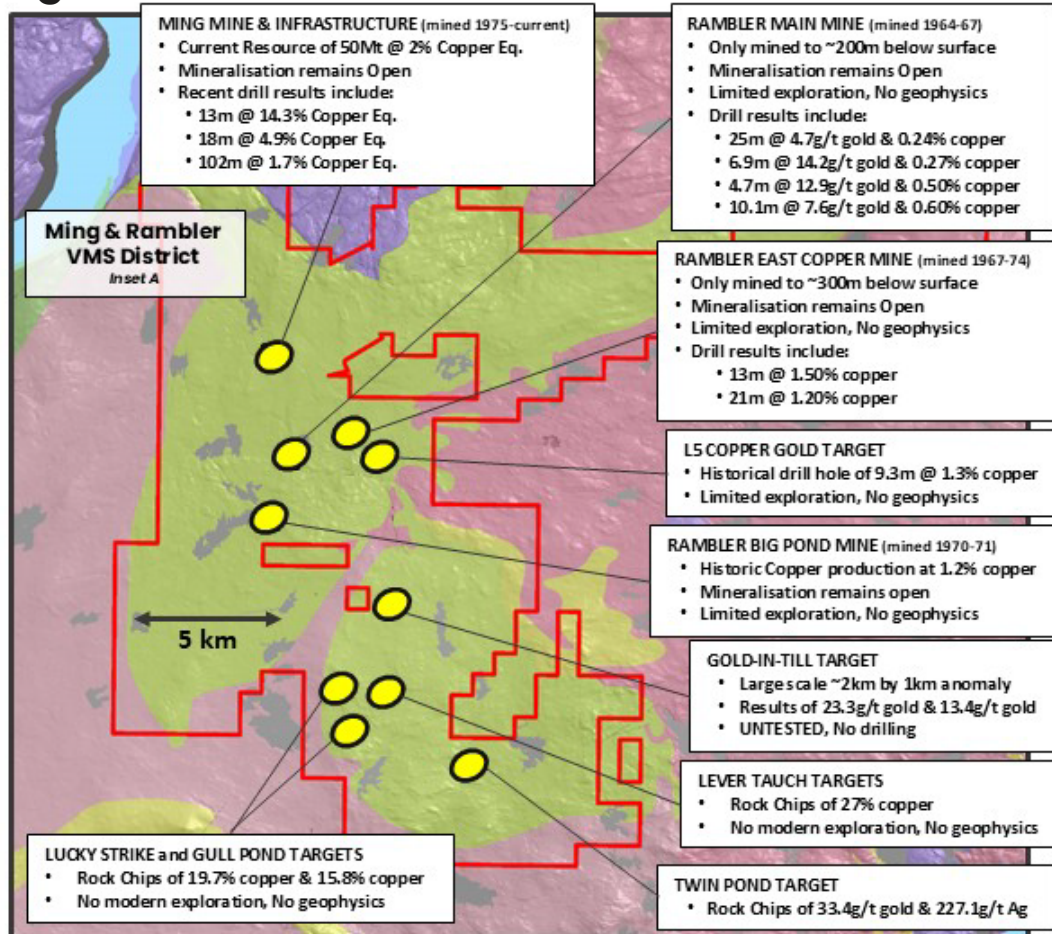 MING MINE & INFRASTRUCTURE (mined 1975-current)
• Current Resource of 50Mt @ 2% Copper Eq.
• Mineralisation remains Open
• Recent drill results include:
• 13m @ 14.3% Copper Eq.
• 18m @ 4.9% Copper Eq.
• 102m @ 1.7% Copper Eq.
RAMBLER MAIN MINE (mined 1964-67)
• Only mined to ~200m below surface
• Mineralisation remains Open
• Limited exploration, No geophysics
• Drill results include:
• 25m @ 4.7g/t gold & 0.24% copper
• 6.9m @ 14.2g/t gold & 0.27% copper
• 4.7m @ 12.9g/t gold & 0.50% copper
• 10.1m @ 7.6g/t gold & 0.60% copper
Ming & Rambler
VMS District
Inset A
RAMBLER EAST COPPER MINE (mined 1967-74)
• Only mined to ~300m below surface
• Mineralisation remains Open
• Limited exploration, No geophysics
• Drill results include:
• 13m @ 1.50% copper
• 21m @ 1.20% copper
L5 COPPER GOLD TARGET
• Historical drill hole of 9.3m @ 1.3% copper
• Limited exploration, No geophysics
RAMBLER BIG POND MINE (mined 1970-71)
• Historic Copper production at 1.2% copper
• Mineralisation remains open
• Limited exploration, No geophysics
5 km
GOLD-IN-TILL TARGET
• Large scale ~2km by 1km anomaly
• Results of 23.3g/t gold & 13.4g/t gold
• UNTESTED, No drilling
LEVER TAUCH TARGETS
• Rock Chips of 27% copper
• No modern exploration, No geophysics
LUCKY STRIKE and GULL POND TARGETS
• Rock Chips of 19.7% copper & 15.8% copper
• No modern exploration, No geophysics
TWIN POND TARGET
• Rock Chips of 33.4g/t gold & 227.1g/t Ag